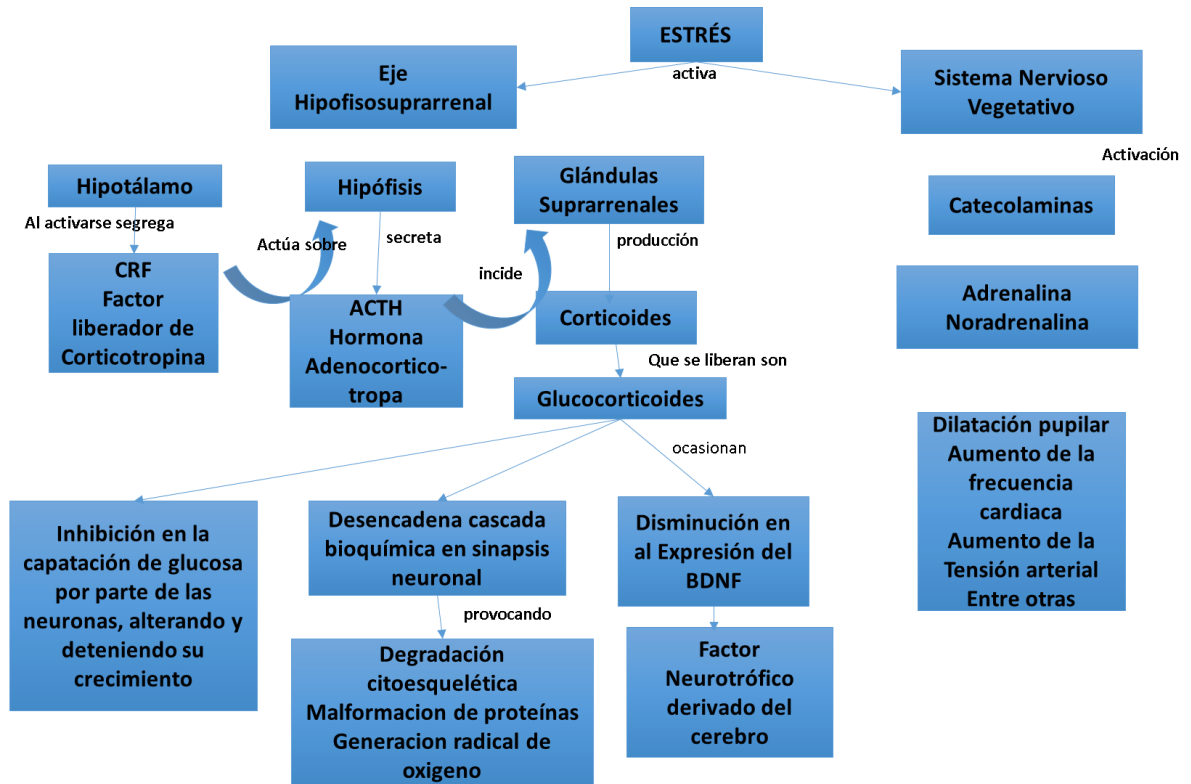 ESTRÉS
activa
Eje
Hipofisosuprarrenal
Sistema Nervioso
Vegetativo
Activación
Hipotálamo
Al activarse segrega
CRF
Factor
liberador de
Corticotropina
Actúa sobre
Hipófisis
secreta
ACTH
Hormona
Adenocortico-
tropa
incide
Glándulas
Suprarrenales
producción
Corticoides
Que se liberan son
Glucocorticoides
ocasionan
Catecolaminas
Adrenalina
Noradrenalina
Dilatación pupilar
Aumento de la
frecuencia
cardiaca
Aumento de la
Tensión arterial
Entre otras
Inhibición en la
capatación de glucosa
por parte de las
neuronas, alterando y
deteniendo su
crecimiento
Desencadena cascada
bioquímica en sinapsis
neuronal
provocando
Degradación
citoesquelética
Malformacion de proteínas
Generacion radical de
oxigeno
Disminución en
al Expresión del
BDNF
Factor
Neurotrófico
derivado del
cerebro